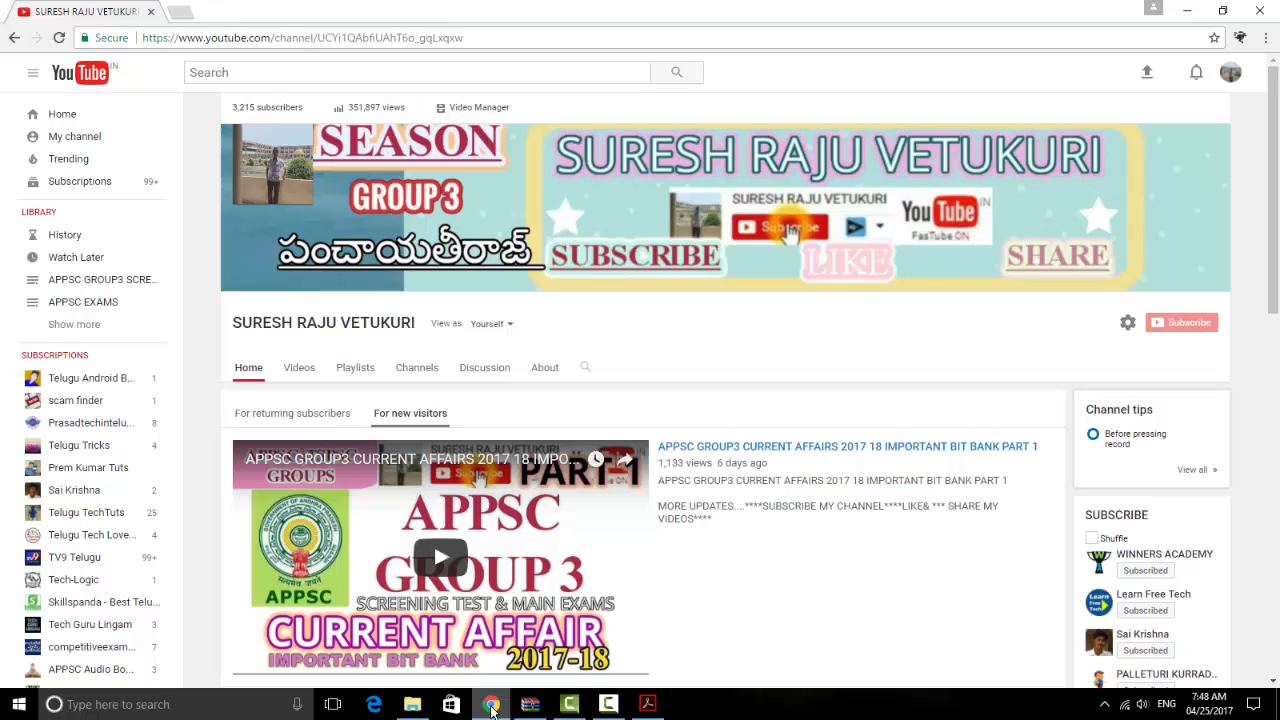 SURESH RAJU VETUKURI
Secure
https://www.youtube.com/channel/UCYi1QAbfiUAhT6o_gqLxqxw
YouTube IN
Search
Home
My channel
Trending
Subscriptions 99+
LIBRARY
History
Watch Later
APPSC GROUP3 SCRE...
APPSC EXAMS
Show more
SUBSCRIPTIONS
Telugu Android B... 1
scam finder 1
Prasadtechintelu... 8
Telugu Tricks 4
Prem Kumar Tuts
Sai Krishna 2
Telugu TechTuts 25
Telugu Tech Love... 4
TV9 Telugu 99+
Tech-Logic 1
Skillspanda - Best Telu...
Tech Guru Lingam 3
competitiveexam... 7
APPSC Audio Bo... 3
3,215 subscribers 351,897 views Video Manager
SEASON
GROUP3
పంచాయతీరాజ్
SURESH RAJU VETUKURI
SURESH RAJU VETUKURI
Subscribe
YouTube IN
FasTube ON
SUBSCRIBE LIKE SHARE
SURESH RAJU VETUKURI View as: Yourself
Subscribe
Home Videos Playlists Channels Discussion About
For returning subscribers For new visitors
APPSC GROUP3 CURRENT AFFAIRS 2017 18 IMPO...
GROUPS
PART-1
APPSC
APPSC
GROUP 3
SCREENING TEST & MAIN EXAMS
CURRENT AFFAIR
IMPORTANT BIT BANK 2017-18
APPSC GROUP3 CURRENT AFFAIRS 2017 18 IMPORTANT BIT BANK PART 1
1,133 views 6 days ago
APPSC GROUP3 CURRENT AFFAIRS 2017 18 IMPORTANT BIT BANK PART 1
MORE UPDATES....****SUBSCRIBE MY CHANNEL****LIKE& *** SHARE MY
VIDEOS****
Channel tips
Before pressing
record
View all »
SUBSCRIBE
Shuffle
WINNERS ACADEMY
Subscribed
Learn Free Tech
Subscribed
Sai Krishna
Subscribed
PALLETURI KURRAD...
Type here to search
ENG
7:48 AM
04/25/2017